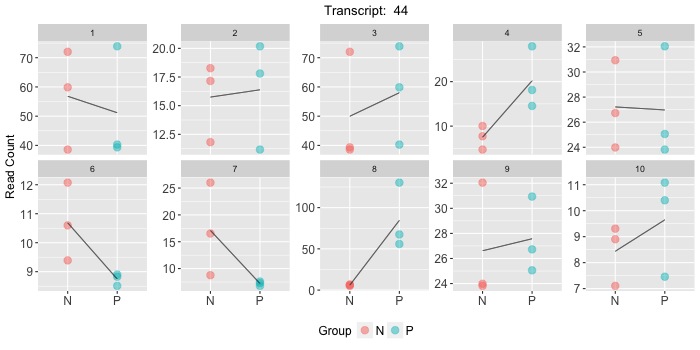 Transcript: 44
1 2 3 4 5
70 60 50 40
20.0 17.5 15.0 12.5
70 60 50 40
20 10
32 30 28 26 24
Read Count
6 7 8 9 10
12 11 10 9
25 20 15 10
100 50 0
32 30 28 26 24
11 10 9 8 7
N P N P N P N P N P
Group N P